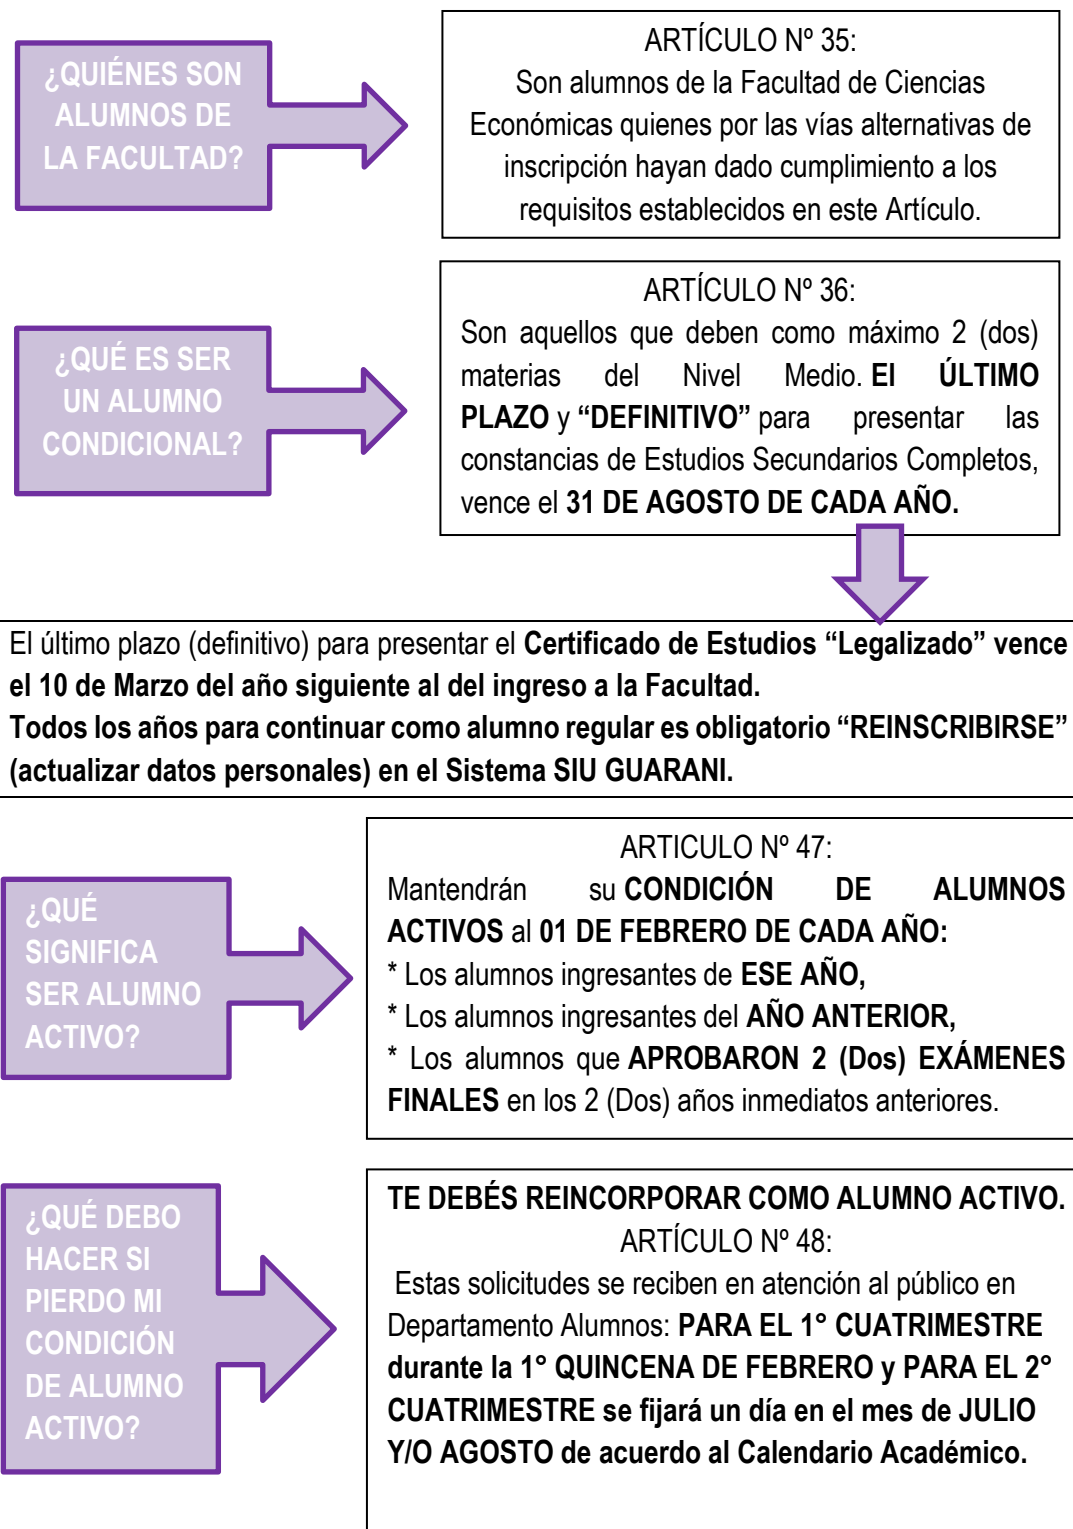 ¿QUIÉNES SON
ALUMNOS DE
LA FACULTAD?
ARTÍCULO Nº 35:
Son alumnos de la Facultad de Ciencias
Económicas quienes por las vías alternativas de
inscripción hayan dado cumplimiento a los
requisitos establecidos en este Artículo.
¿QUÉ ES SER
UN ALUMNO
CONDICIONAL?
ARTÍCULO Nº 36:
Son aquellos que deben como máximo 2 (dos)
materias del Nivel Medio. El ÚLTIMO
PLAZO y “DEFINITIVO” para presentar las
constancias de Estudios Secundarios Completos,
vence el 31 DE AGOSTO DE CADA AÑO.
El último plazo (definitivo) para presentar el Certificado de Estudios “Legalizado” vence
el 10 de Marzo del año siguiente al del ingreso a la Facultad.
Todos los años para continuar como alumno regular es obligatorio “REINSCRIBIRSE”
(actualizar datos personales) en el Sistema SIU GUARANI.
¿QUÉ
SIGNIFICA
SER ALUMNO
ACTIVO?
ARTICULO Nº 47:
Mantendrán su CONDICIÓN DE ALUMNOS
ACTIVOS al 01 DE FEBRERO DE CADA AÑO:
* Los alumnos ingresantes de ESE AÑO,
* Los alumnos ingresantes del AÑO ANTERIOR,
* Los alumnos que APROBARON 2 (Dos) EXÁMENES
FINALES en los 2 (Dos) años inmediatos anteriores.
¿QUÉ DEBO
HACER SI
PIERDO MI
CONDICIÓN
DE ALUMNO
ACTIVO?
TE DEBÉS REINCORPORAR COMO ALUMNO ACTIVO.
ARTÍCULO Nº 48:
Estas solicitudes se reciben en atención al público en
Departamento Alumnos: PARA EL 1° CUATRIMESTRE
durante la 1° QUINCENA DE FEBRERO y PARA EL 2°
CUATRIMESTRE se fijará un día en el mes de JULIO
Y/O AGOSTO de acuerdo al Calendario Académico.